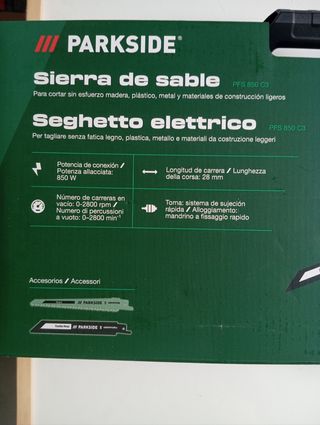 /// PARKSIDE®
Sierra de sable PFS 850 C3
Para cortar sin esfuerzo madera, plástico, metal y materiales de construcción ligeros
Seghetto elettrico PFS 850 C3
Per tagliare senza fatica legno, plastica, metallo e materiali da costruzione leggeri
Potencia de conexión /
Potenza allacciata:
850 W
Longitud de carrera / Lunghezza
della corsa: 28 mm
Número de carreras en
vacío: 0-2800 rpm /
Numero di percussioni
a vuoto: 0-2800 min⁻¹
Toma: sistema de sujeción
rápida / Alloggiamento:
mandrino a fissaggio rapido
Accesorios / Accessori
/// PARKSIDE
/// PARKSIDE